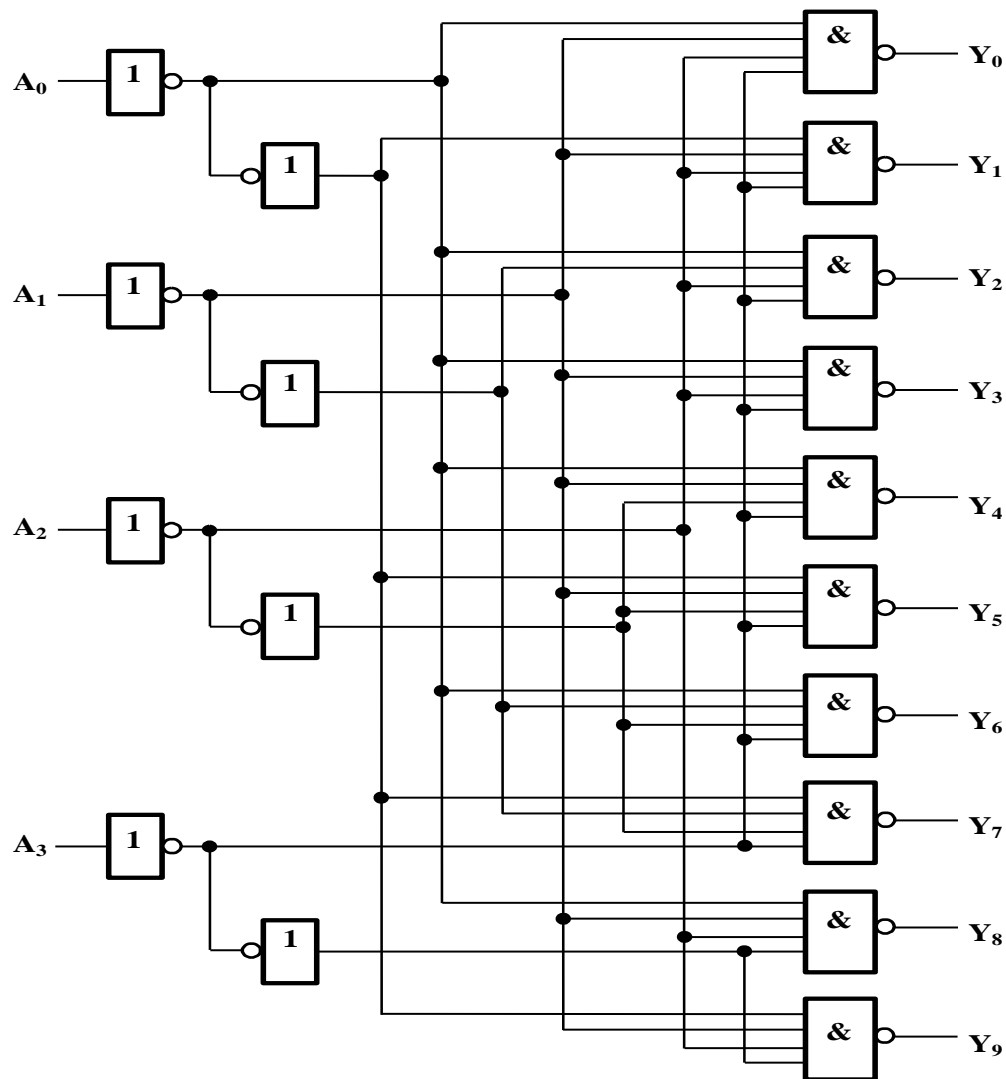 & Y₀
A₀ 1
& Y₁
1
& Y₂
A₁ 1
& Y₃
1
& Y₄
A₂ 1
& Y₅
1
& Y₆
& Y₇
A₃ 1
& Y₈
1
& Y₉